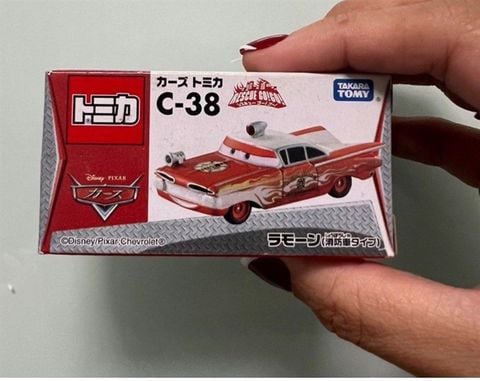 カーズ トミカ
トミカ
C-38
RESCUE GO!GO!
TAKARA
TOMY
Disney · PIXAR
カーズ
©Disney/Pixar;Chevrolet®
ラモーン(消防車タイプ)